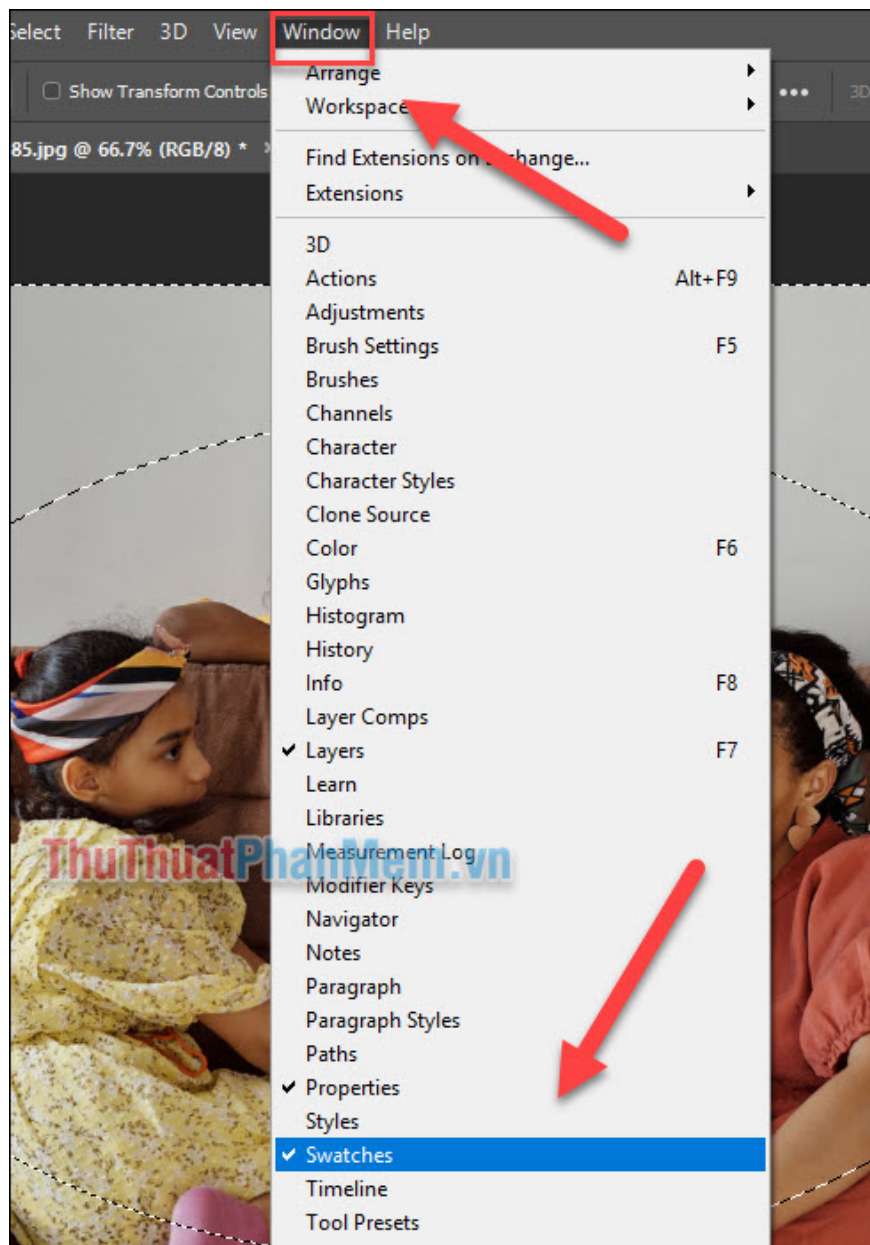 Select Filter 3D View Window Help
Show Transform Controls ••• 3D
85.jpg @ 66.7% (RGB/8) * ×
Arrange
Workspace
Find Extensions on Exchange...
Extensions
3D
Actions Alt+F9
Adjustments
Brush Settings F5
Brushes
Channels
Character
Character Styles
Clone Source
Color F6
Glyphs
Histogram
History
Info F8
Layer Comps
Layers F7
Learn
Libraries
Measurement Log
ThuThuatPhanMem.vn
Modifier Keys
Navigator
Notes
Paragraph
Paragraph Styles
Paths
Properties
Styles
Swatches
Timeline
Tool Presets